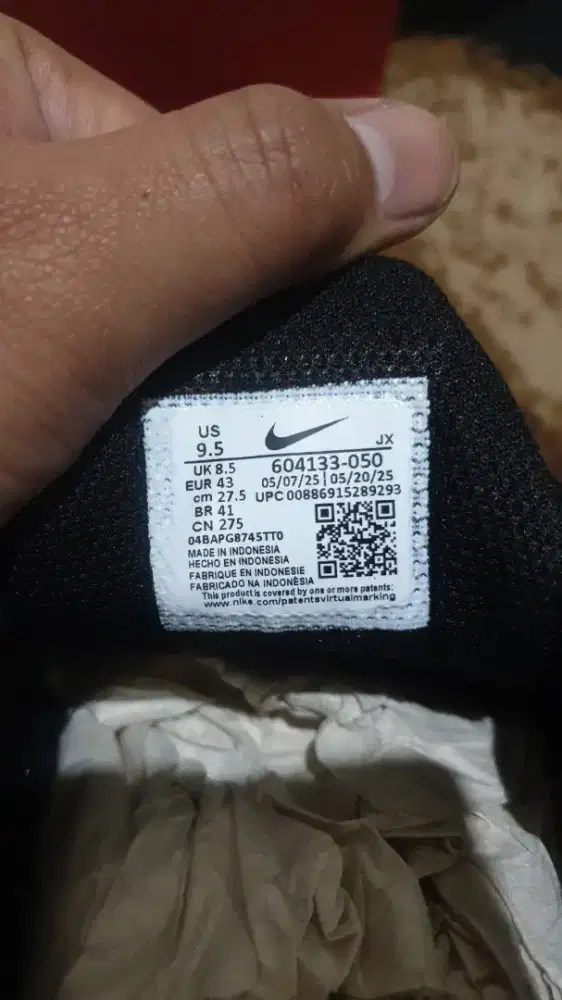 US
9.5
JX
UK 8.5
604133-050
EUR 43
05/07/25 | 05/20/25
cm 27.5
UPC 00886915289293
BR 41
CN 275
04BAPG8745TT0
MADE IN INDONESIA
HECHO EN INDONESIA
FABRIQUE EN INDONESIE
FABRICADO NA INDONÉSIA
This product is covered by one or more patents:
www.nike.com/patentsvirtualmarking